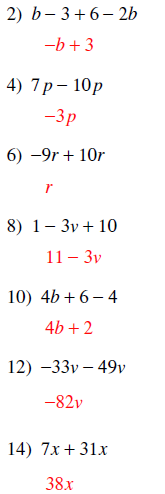 2) b − 3 + 6 − 2b
−b + 3
4) 7p − 10p
−3p
6) −9r + 10r
r
8) 1 − 3v + 10
11 − 3v
10) 4b + 6 − 4
4b + 2
12) −33v − 49v
−82v
14) 7x + 31x
38x